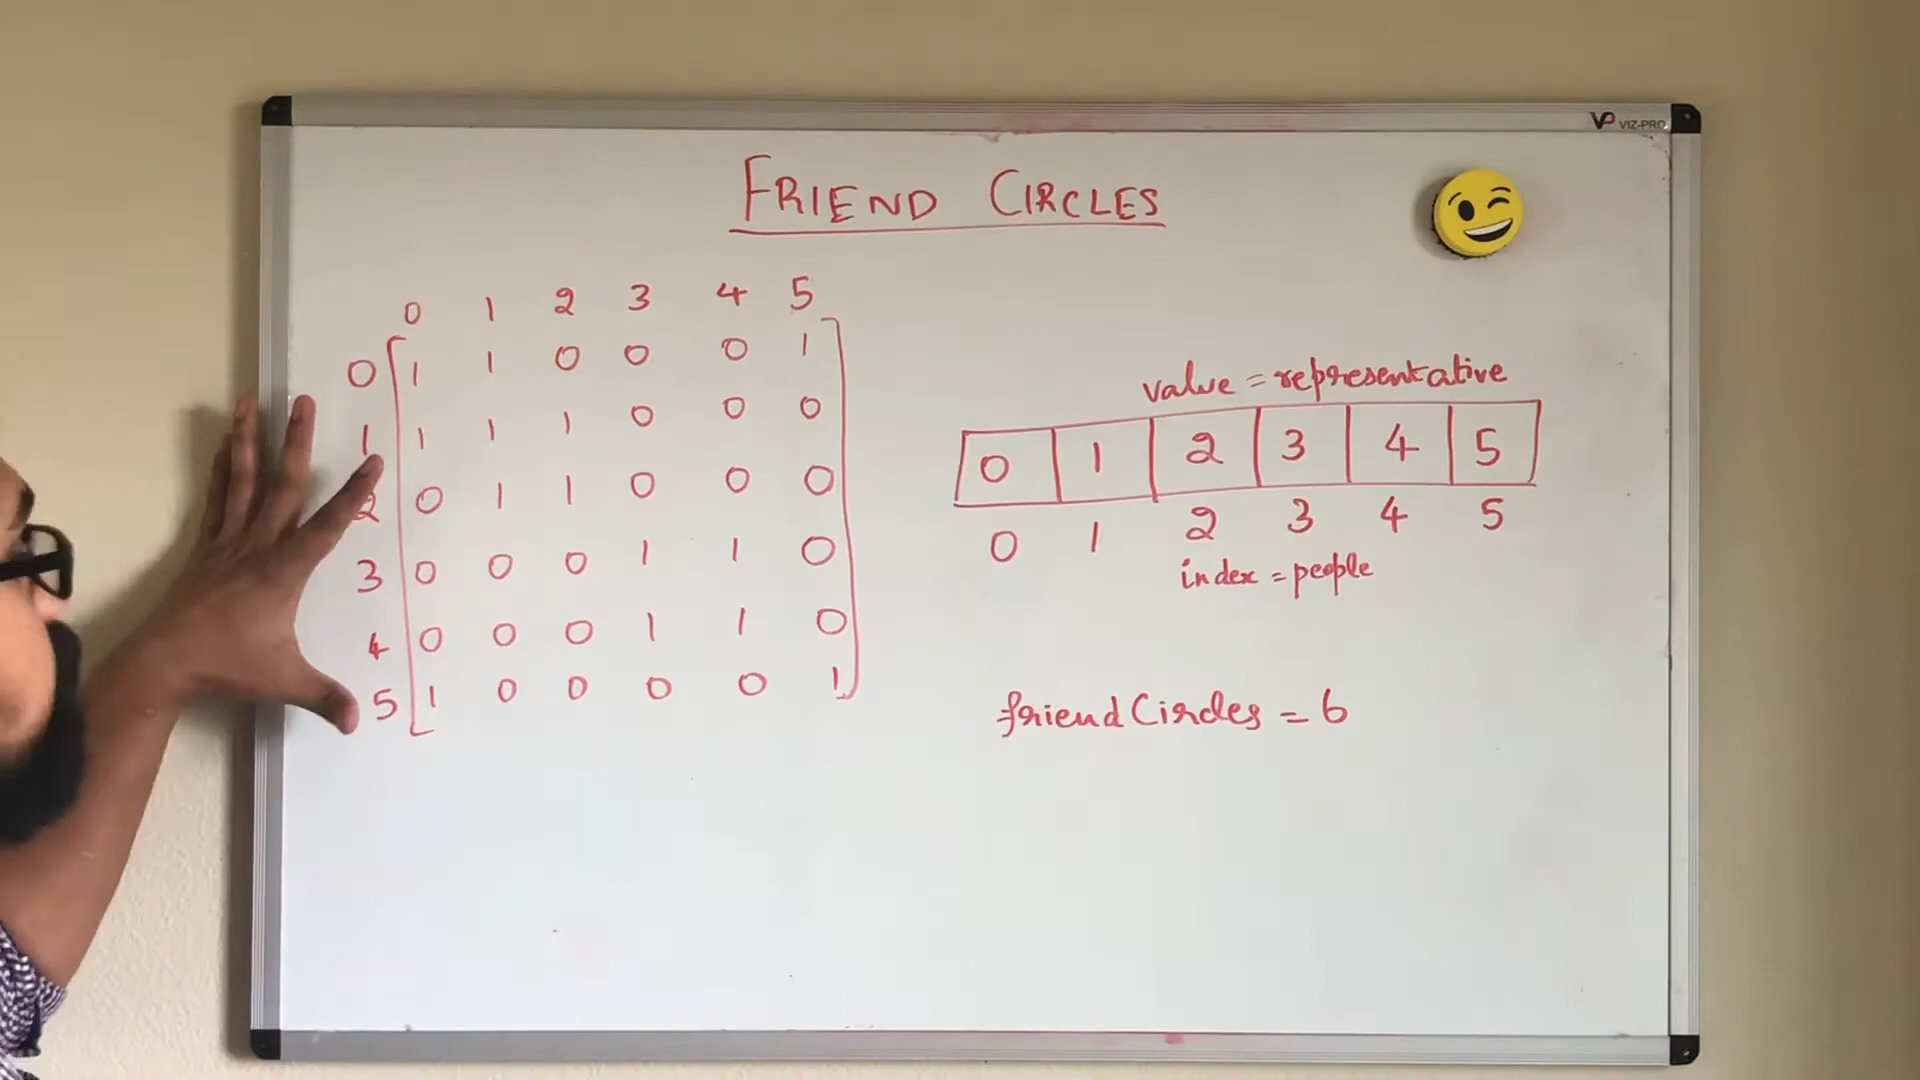 VP VIZ-PRO
FRIEND CIRCLES
0 1 2 3 4 5
0 1 1 0 0 0 1
1 1 1 1 0 0 0
2 0 1 1 0 0 0
3 0 0 0 1 1 0
4 0 0 0 1 1 0
5 1 0 0 0 0 1
value = representative
0 1 2 3 4 5
0 1 2 3 4 5
index = people
friendCircles = 6